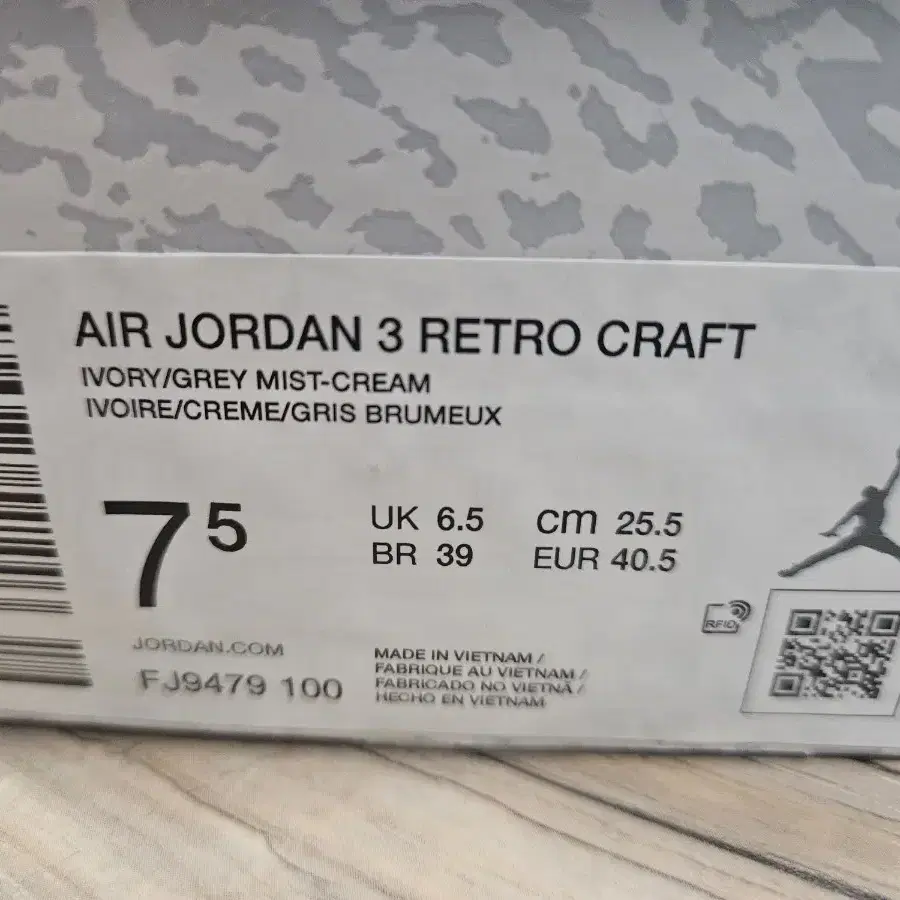 AIR JORDAN 3 RETRO CRAFT
IVORY/GREY MIST-CREAM
IVOIRE/CREME/GRIS BRUMEUX
7 5
UK 6.5 cm 25.5
BR 39 EUR 40.5
JORDAN.COM
FJ9479 100
MADE IN VIETNAM /
FABRIQUE AU VIETNAM /
FABRICADO NO VIETNÃ /
HECHO EN VIETNAM
RFID